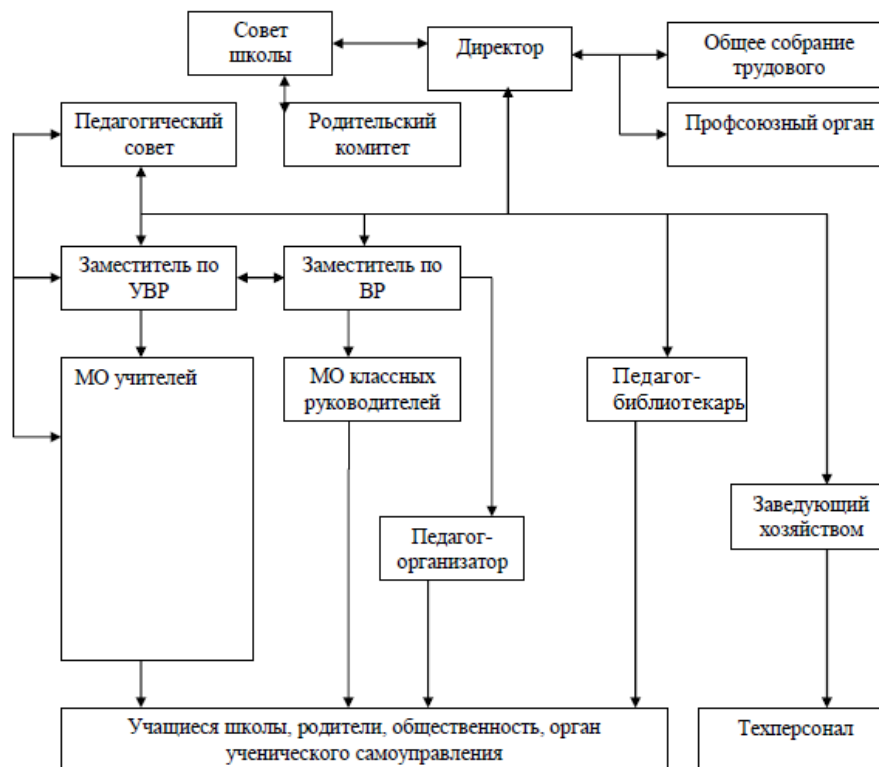 Совет
школы
Директор
Общее собрание
трудового
Педагогический
совет
Родительский
комитет
Профсоюзный орган
Заместитель по
УВР
Заместитель по
ВР
МО учителей
МО классных
руководителей
Педагог-
библиотекарь
Заведующий
хозяйством
Педагог-
организатор
Учащиеся школы, родители, общественность, орган
ученического самоуправления
Техперсонал